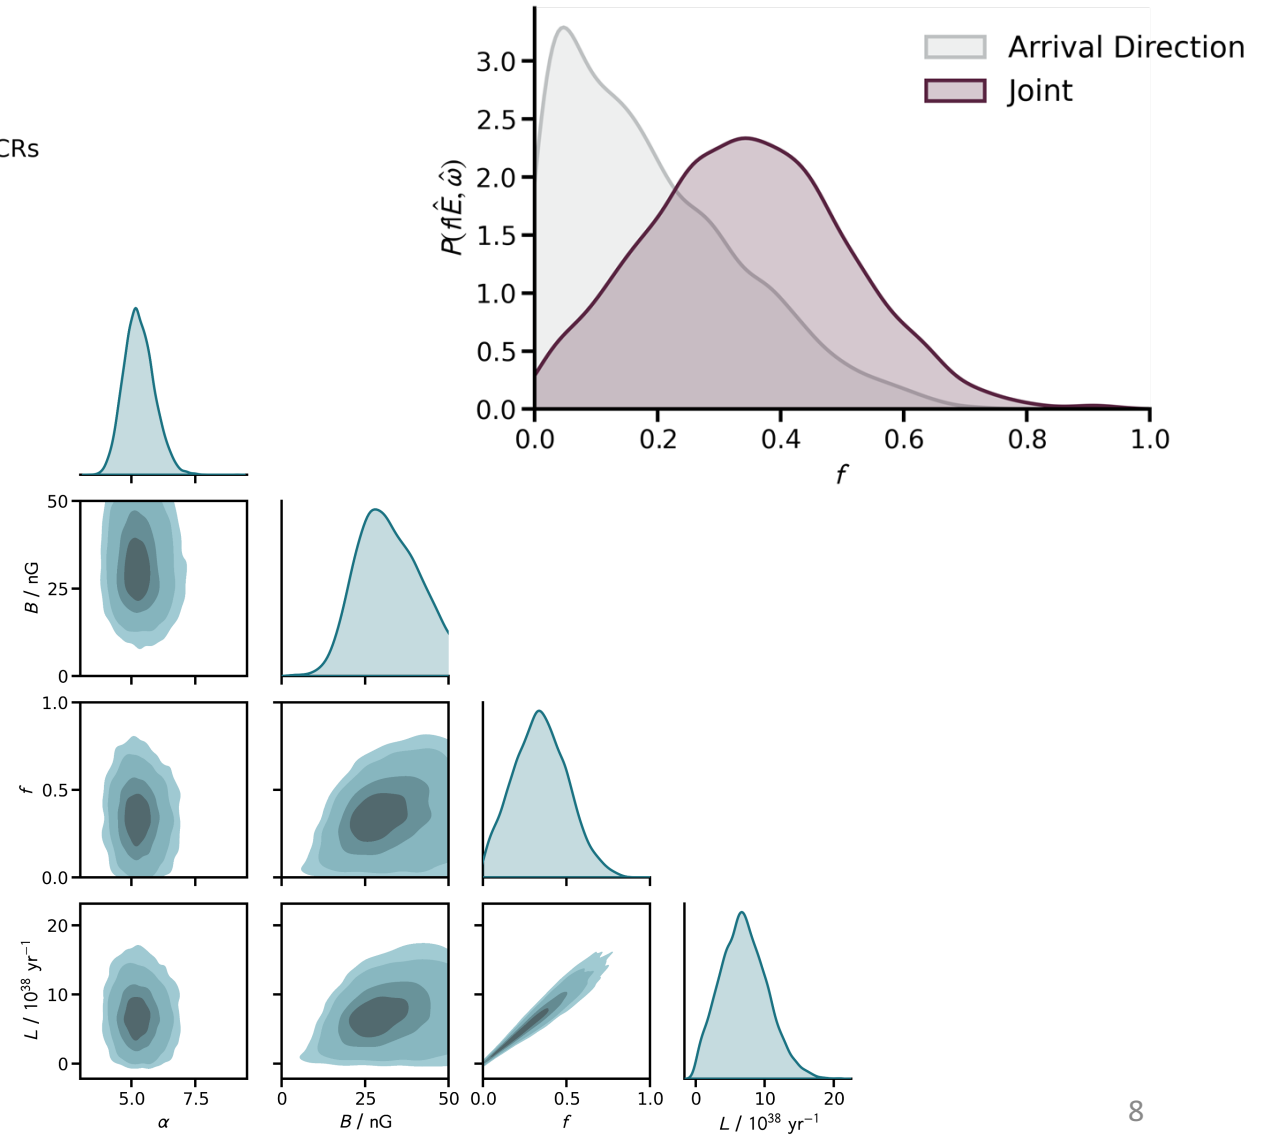 Arrival Direction
Joint
3.0
2.5
2.0
1.5
1.0
0.5
0.0
0.0 0.2 0.4 0.6 0.8 1.0
f
CRs
50
25
0
B / nG
1.0
0.5
0.0
f
20
10
0
L / 10³⁸ yr⁻¹
5.0 7.5
α
0 25 50
B / nG
0.0 0.5 1.0
f
0 10 20
L / 10³⁸ yr⁻¹
8